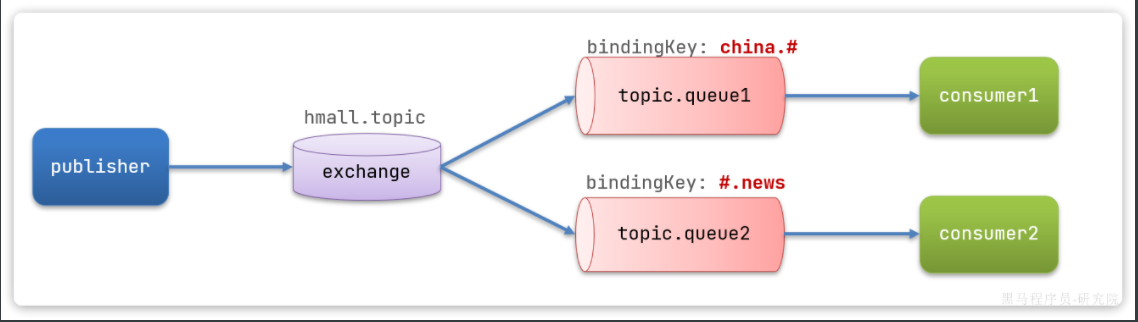 bindingKey: china.#
topic.queue1
consumer1
hmall.topic
publisher
exchange
bindingKey: #.news
topic.queue2
consumer2
黑马程序员-研究院